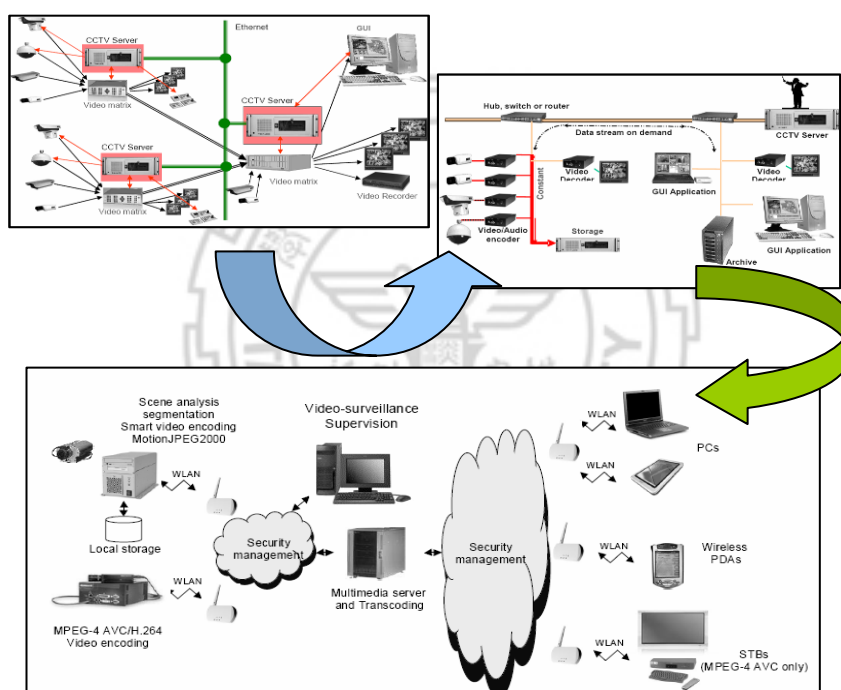 Ethernet
GUI
CCTV Server
Video matrix
CCTV Server
CCTV Server
Video matrix
Video matrix
Video Recorder
Hub, switch or router
Data stream on demand
CCTV Server
Constant
Video
Decoder
GUI Application
Video
Decoder
Video/Audio
encoder
Storage
Archive
GUI Application
Scene analysis
segmentation
Smart video encoding
MotionJPEG2000
WLAN
Local storage
WLAN
MPEG-4 AVC/H.264
Video encoding
Video-surveillance
Supervision
Security
management
Multimedia server
and Transcoding
Security
management
WLAN
WLAN
PCs
WLAN
Wireless
PDAs
WLAN
STBs
(MPEG-4 AVC only)